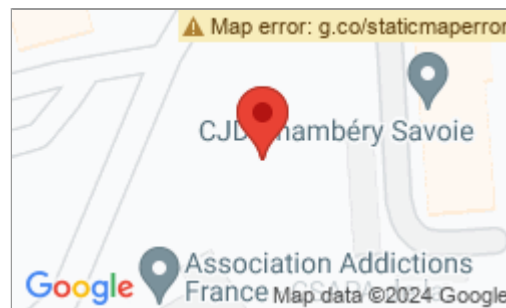 Map error: g.co/staticmaperror
CJD Chambéry Savoie
Association Addictions
France
Google
Map data ©2024 Google